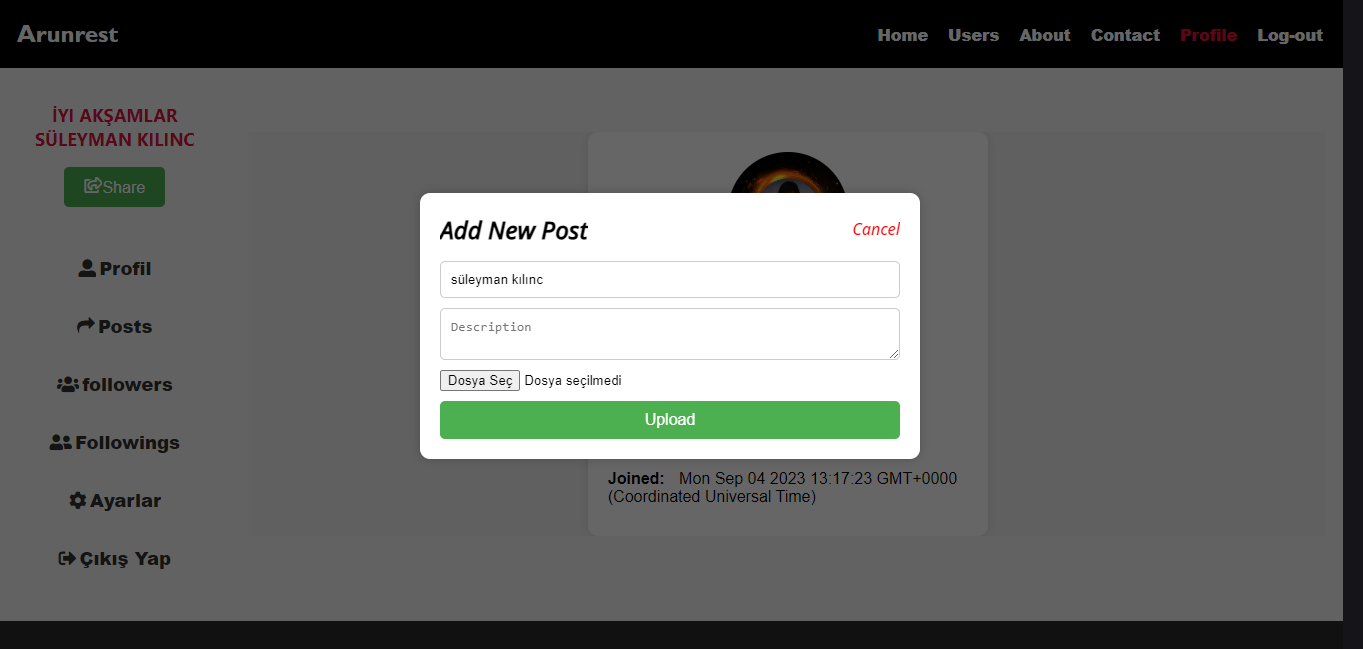 Arunrest
Home Users About Contact Profile Log-out
İYI AKŞAMLAR
SÜLEYMAN KILINC
Share
Profil
Posts
followers
Followings
Ayarlar
Çıkış Yap
Add New Post
Cancel
süleyman kılınc
Description
Dosya Seç Dosya seçilmedi
Upload
Joined: Mon Sep 04 2023 13:17:23 GMT+0000
(Coordinated Universal Time)